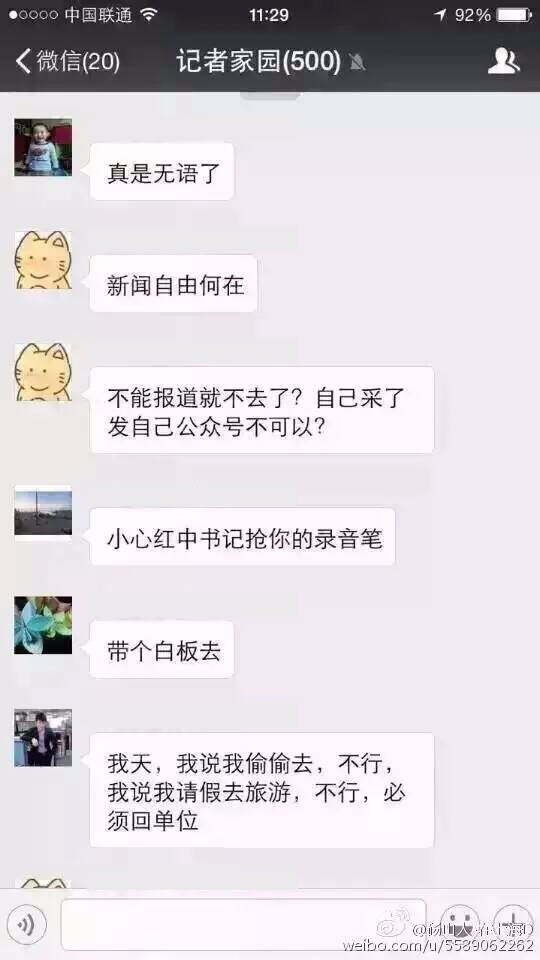 中国联通 11:29 92%
微信(20) 记者家园(500)
真是无语了
新闻自由何在
不能报道就不去了？自己采了
发自己公众号不可以？
小心红中书记抢你的录音笔
带个白板去
我天，我说我偷偷去，不行，
我说我请假去旅游，不行，必
须回单位
weibo.com/u/5589062262